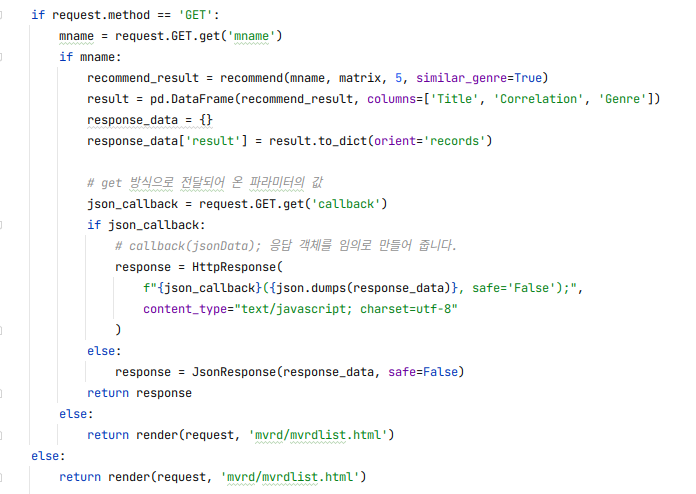 if request.method == 'GET':
    mname = request.GET.get('mname')
    if mname:
        recommend_result = recommend(mname, matrix, 5, similar_genre=True)
        result = pd.DataFrame(recommend_result, columns=['Title', 'Correlation', 'Genre'])
        response_data = {}
        response_data['result'] = result.to_dict(orient='records')

        # get 방식으로 전달되어 온 파라미터의 값
        json_callback = request.GET.get('callback')
        if json_callback:
            # callback(jsonData); 응답 객체를 임의로 만들어 줍니다.
            response = HttpResponse(
                f"{json_callback}({json.dumps(response_data)}, safe='False');",
                content_type="text/javascript; charset=utf-8"
            )
        else:
            response = JsonResponse(response_data, safe=False)
        return response
    else:
        return render(request, 'mvrd/mvrdlist.html')
else:
    return render(request, 'mvrd/mvrdlist.html')